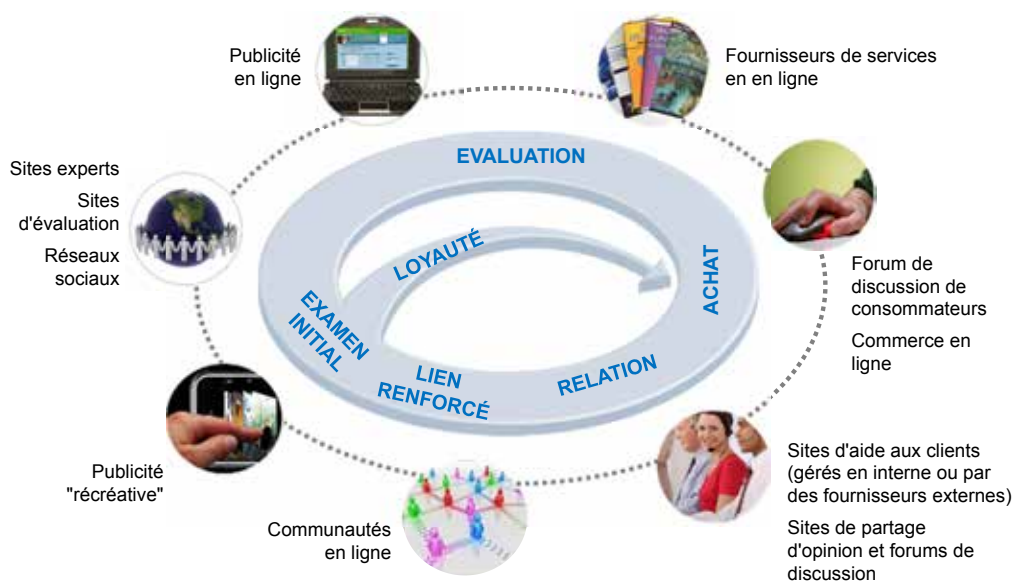 Publicité
en ligne
Fournisseurs de services
en en ligne
EVALUATION
Sites experts
Sites
d'évaluation
Réseaux
sociaux
LOYAUTÉ
ACHAT
Forum de
discussion de
consommateurs
Commerce en
ligne
EXAMEN
INITIAL
LIEN
RENFORCÉ
RELATION
Publicité
"récréative"
Communautés
en ligne
Sites d'aide aux clients
(gérés en interne ou par
des fournisseurs externes)
Sites de partage
d'opinion et forums de
discussion